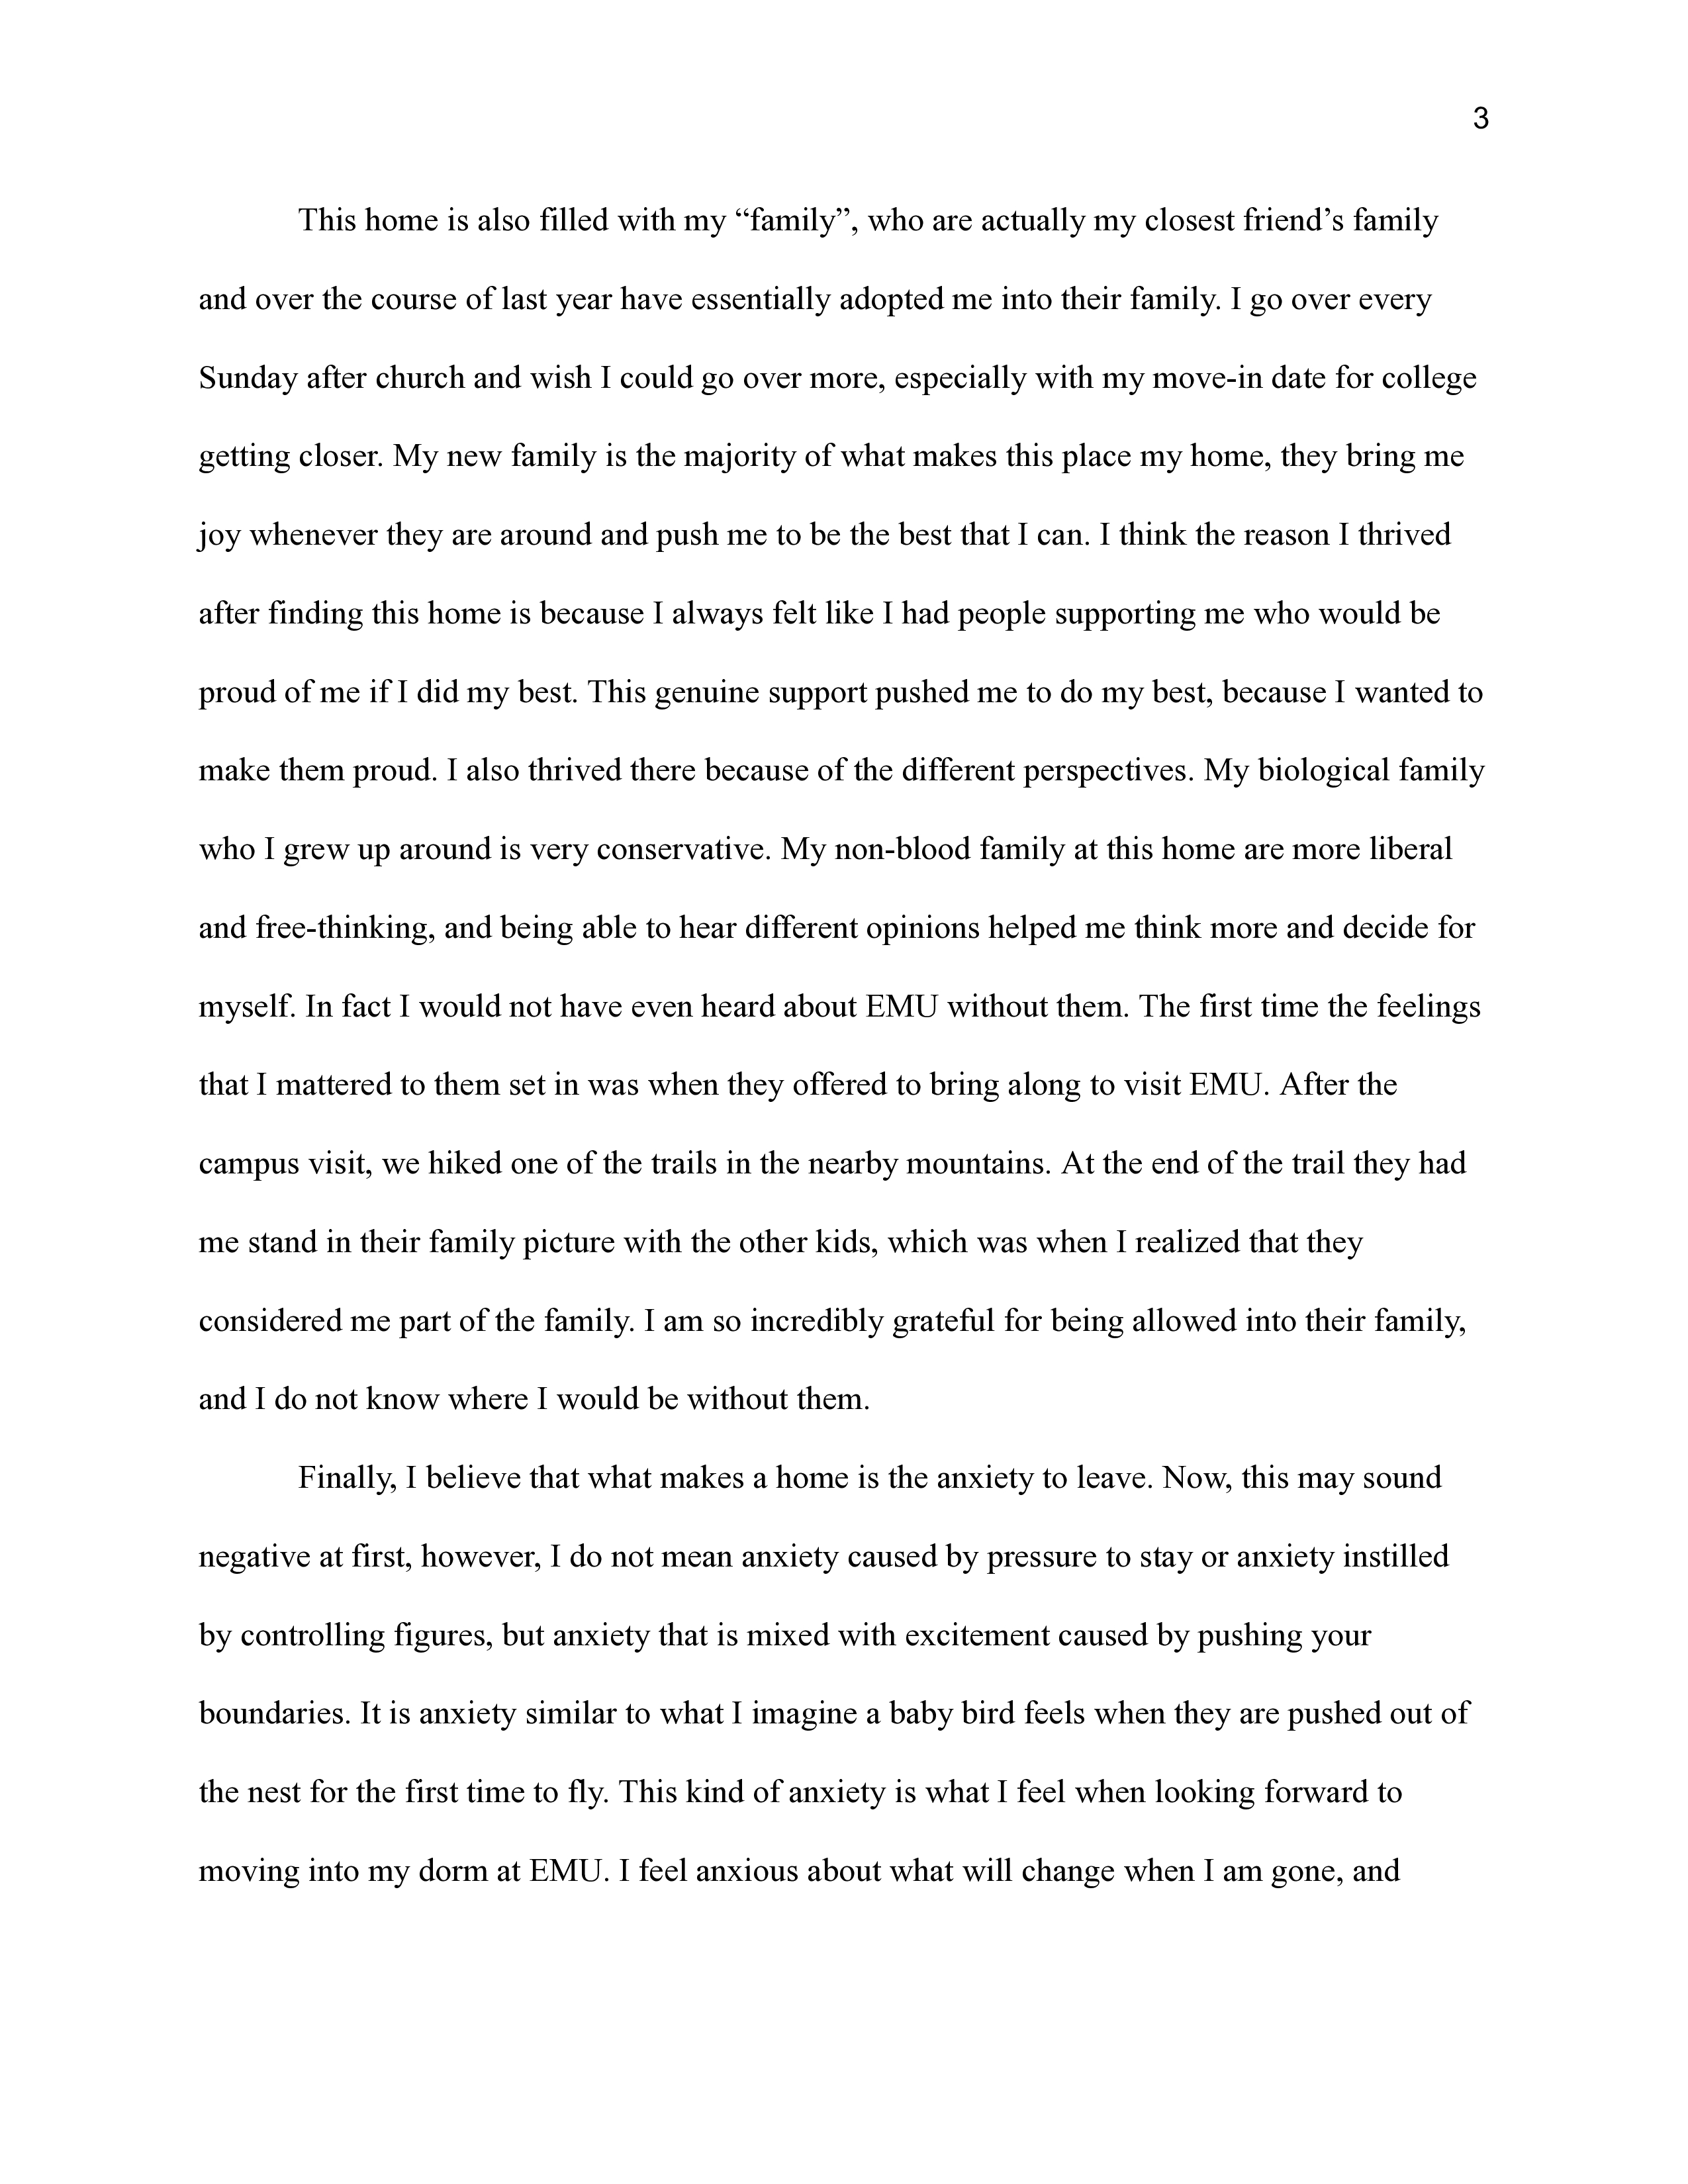 3
This home is also filled with my “family”, who are actually my closest friend’s family
and over the course of last year have essentially adopted me into their family. I go over every
Sunday after church and wish I could go over more, especially with my move-in date for college
getting closer. My new family is the majority of what makes this place my home, they bring me
joy whenever they are around and push me to be the best that I can. I think the reason I thrived
after finding this home is because I always felt like I had people supporting me who would be
proud of me if I did my best. This genuine support pushed me to do my best, because I wanted to
make them proud. I also thrived there because of the different perspectives. My biological family
who I grew up around is very conservative. My non-blood family at this home are more liberal
and free-thinking, and being able to hear different opinions helped me think more and decide for
myself. In fact I would not have even heard about EMU without them. The first time the feelings
that I mattered to them set in was when they offered to bring along to visit EMU. After the
campus visit, we hiked one of the trails in the nearby mountains. At the end of the trail they had
me stand in their family picture with the other kids, which was when I realized that they
considered me part of the family. I am so incredibly grateful for being allowed into their family,
and I do not know where I would be without them.
Finally, I believe that what makes a home is the anxiety to leave. Now, this may sound
negative at first, however, I do not mean anxiety caused by pressure to stay or anxiety instilled
by controlling figures, but anxiety that is mixed with excitement caused by pushing your
boundaries. It is anxiety similar to what I imagine a baby bird feels when they are pushed out of
the nest for the first time to fly. This kind of anxiety is what I feel when looking forward to
moving into my dorm at EMU. I feel anxious about what will change when I am gone, and